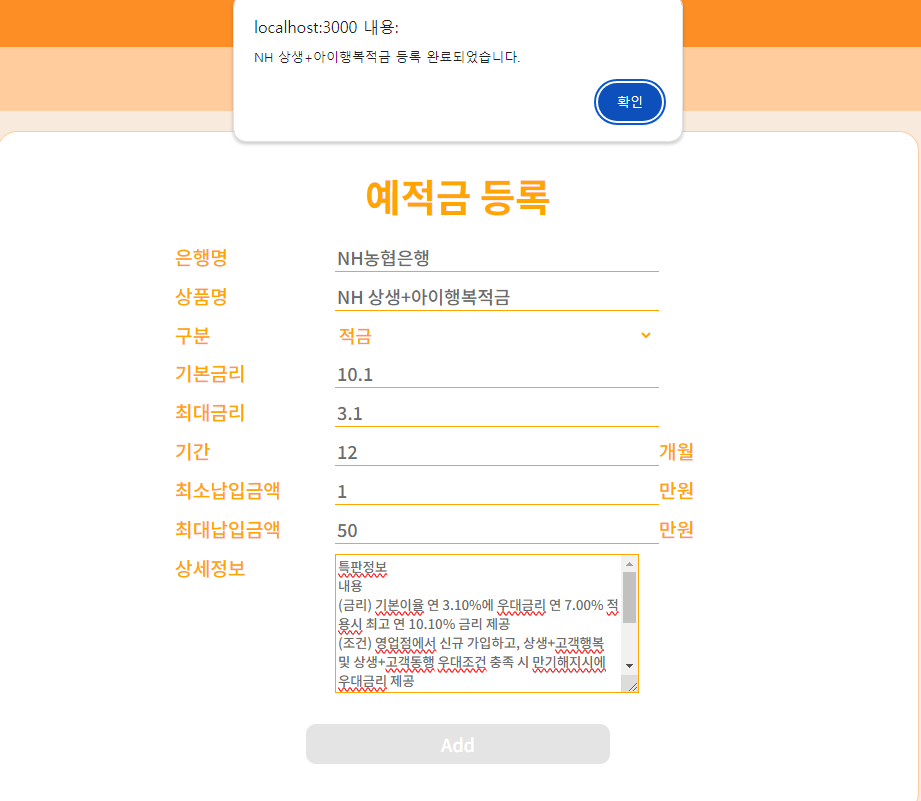 localhost:3000 내용:
NH 상생+아이행복적금 등록 완료되었습니다.
확인
예적금 등록
은행명 NH농협은행
상품명 NH 상생+아이행복적금
구분 적금
기본금리 10.1
최대금리 3.1
기간 12 개월
최소납입금액 1 만원
최대납입금액 50 만원
상세정보
특판정보
내용
(금리) 기본이율 연 3.10%에 우대금리 연 7.00% 적
용시 최고 연 10.10% 금리 제공
(조건) 영업점에서 신규 가입하고, 상생+고객행복
및 상생+고객동행 우대조건 충족 시 만기해지시에
우대금리 제공
Add